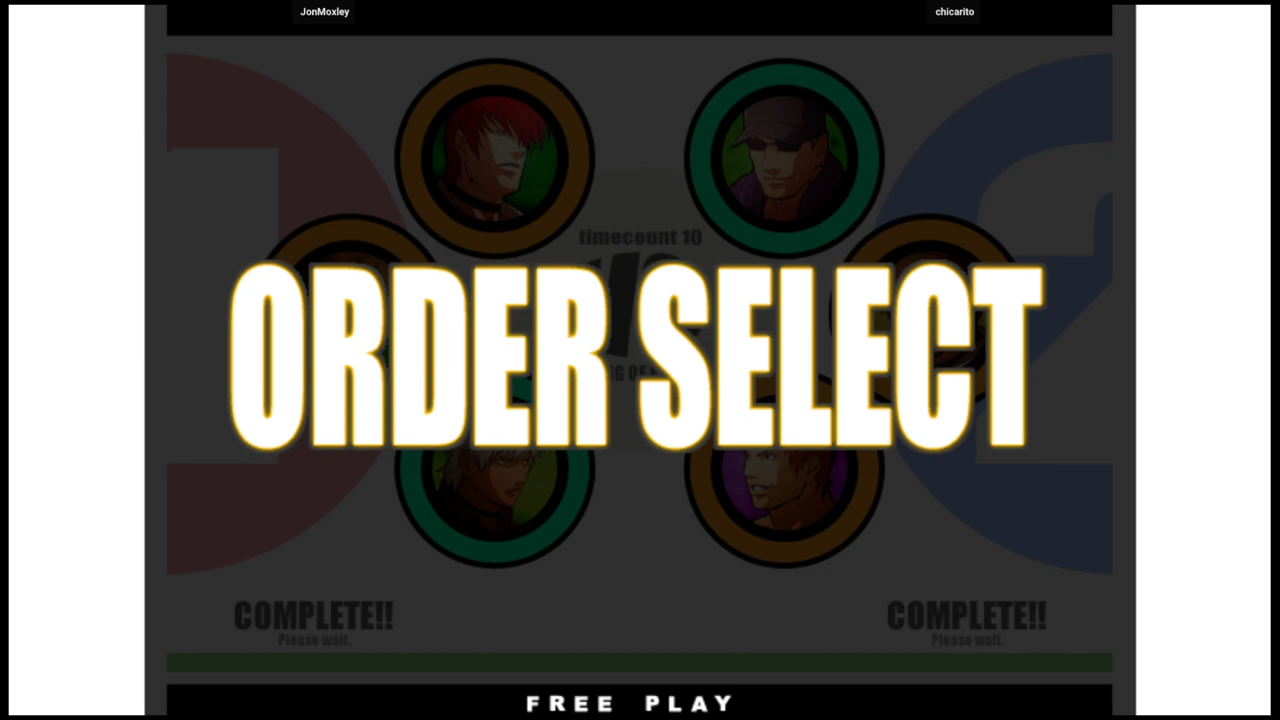 JonMoxley chicarito
timecount 10
ORDER SELECT
COMPLETE!! COMPLETE!!
Please wait. Please wait.
FREE PLAY